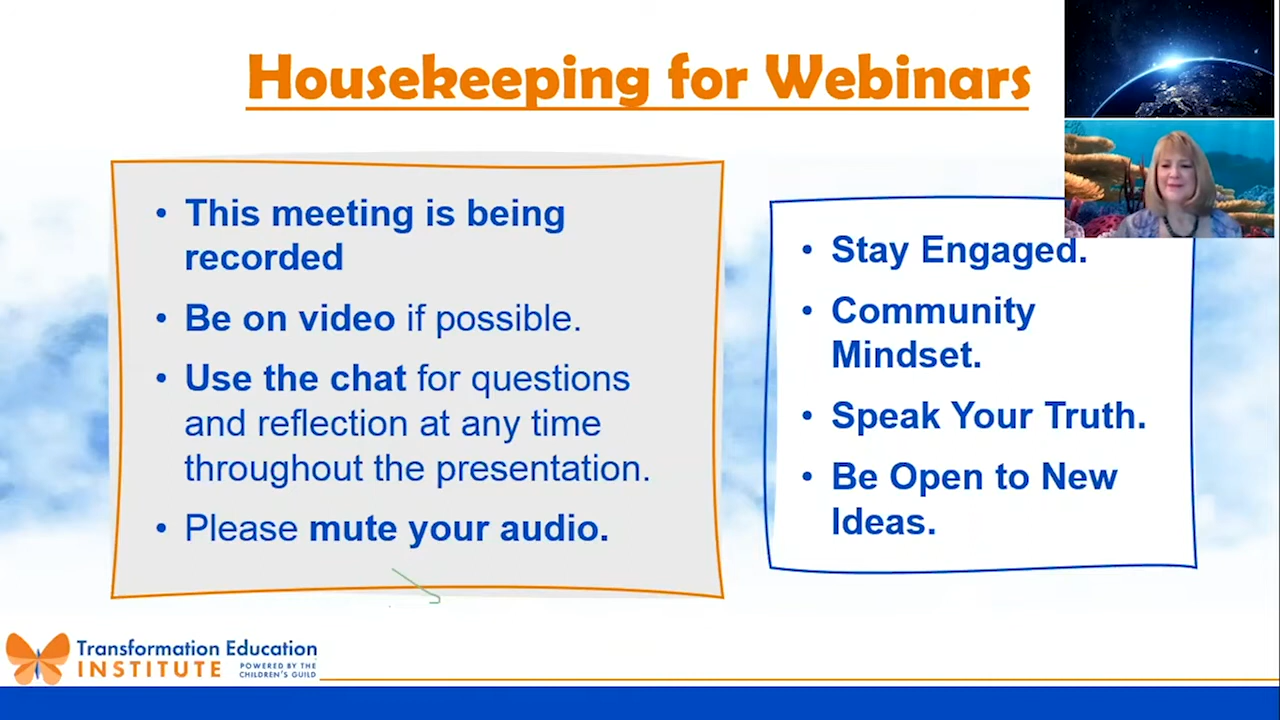 Housekeeping for Webinars
• This meeting is being
recorded
• Be on video if possible.
• Use the chat for questions
and reflection at any time
throughout the presentation.
• Please mute your audio.
• Stay Engaged.
• Community
Mindset.
• Speak Your Truth.
• Be Open to New
Ideas.
Transformation Education
INSTITUTE
POWERED BY THE
CHILDREN'S GUILD